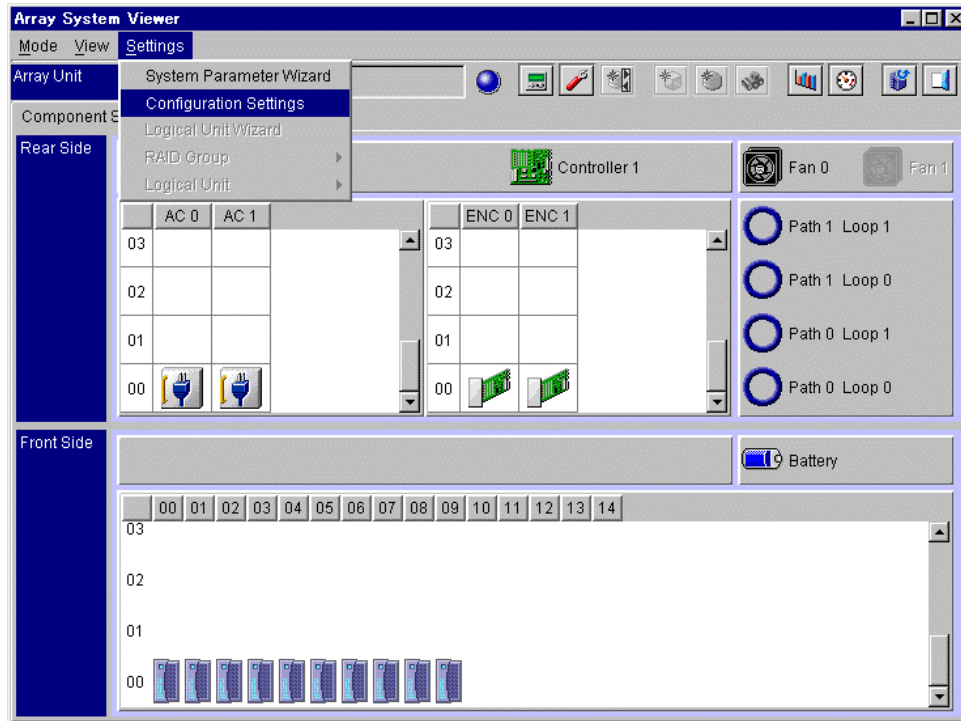 Array System Viewer
Mode View Settings
Array Unit
System Parameter Wizard
Configuration Settings
Logical Unit Wizard
RAID Group
Logical Unit
Component S
Rear Side
Controller 1
Fan 0
Fan 1
AC 0 AC 1
03
02
01
00
ENC 0 ENC 1
03
02
01
00
Path 1 Loop 1
Path 1 Loop 0
Path 0 Loop 1
Path 0 Loop 0
Front Side
Battery
00 01 02 03 04 05 06 07 08 09 10 11 12 13 14
03
02
01
00